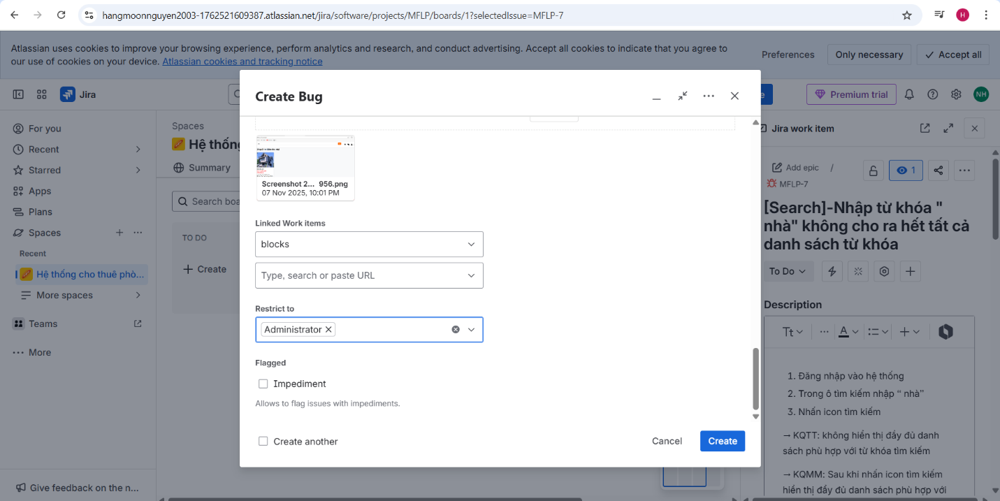 hangmoonnguyen2003-1762521609387.atlassian.net/jira/software/projects/MFLP/boards/1?selectedIssue=MFLP-7
H
Atlassian uses cookies to improve your browsing experience, perform analytics and research, and conduct advertising. Accept all cookies to indicate that you agree to
our use of cookies on your device. Atlassian cookies and tracking notice
Preferences
Only necessary
Accept all
Jira
Premium trial
NH
For you
Recent
Starred
Apps
Plans
Spaces
Recent
Hệ thống cho thuê phò...
More spaces
Teams
More
Give feedback on the n...
Spaces
Hệ thống
Summary
Search boa
TO DO
Create
Create Bug
Screenshot 2... 956.png
07 Nov 2025, 10:01 PM
Linked Work items
blocks
Type, search or paste URL
Restrict to
Administrator
Flagged
Impediment
Allows to flag issues with impediments.
Create another
Cancel
Create
Jira work item
Add epic /
1
MFLP-7
[Search]-Nhập từ khóa "
nhà" không cho ra hết tất cả
danh sách từ khóa
To Do
Description
Tt
A
1. Đăng nhập vào hệ thống
2. Trong ô tìm kiếm nhập “ nhà”
3. Nhấn icon tìm kiếm
→ KQTT: không hiển thị đầy đủ danh
sách phù hợp với từ khóa tìm kiếm
→ KQMM: Sau khi nhấn icon tìm kiếm
hiển thị đầy đủ danh sách phù hợp với